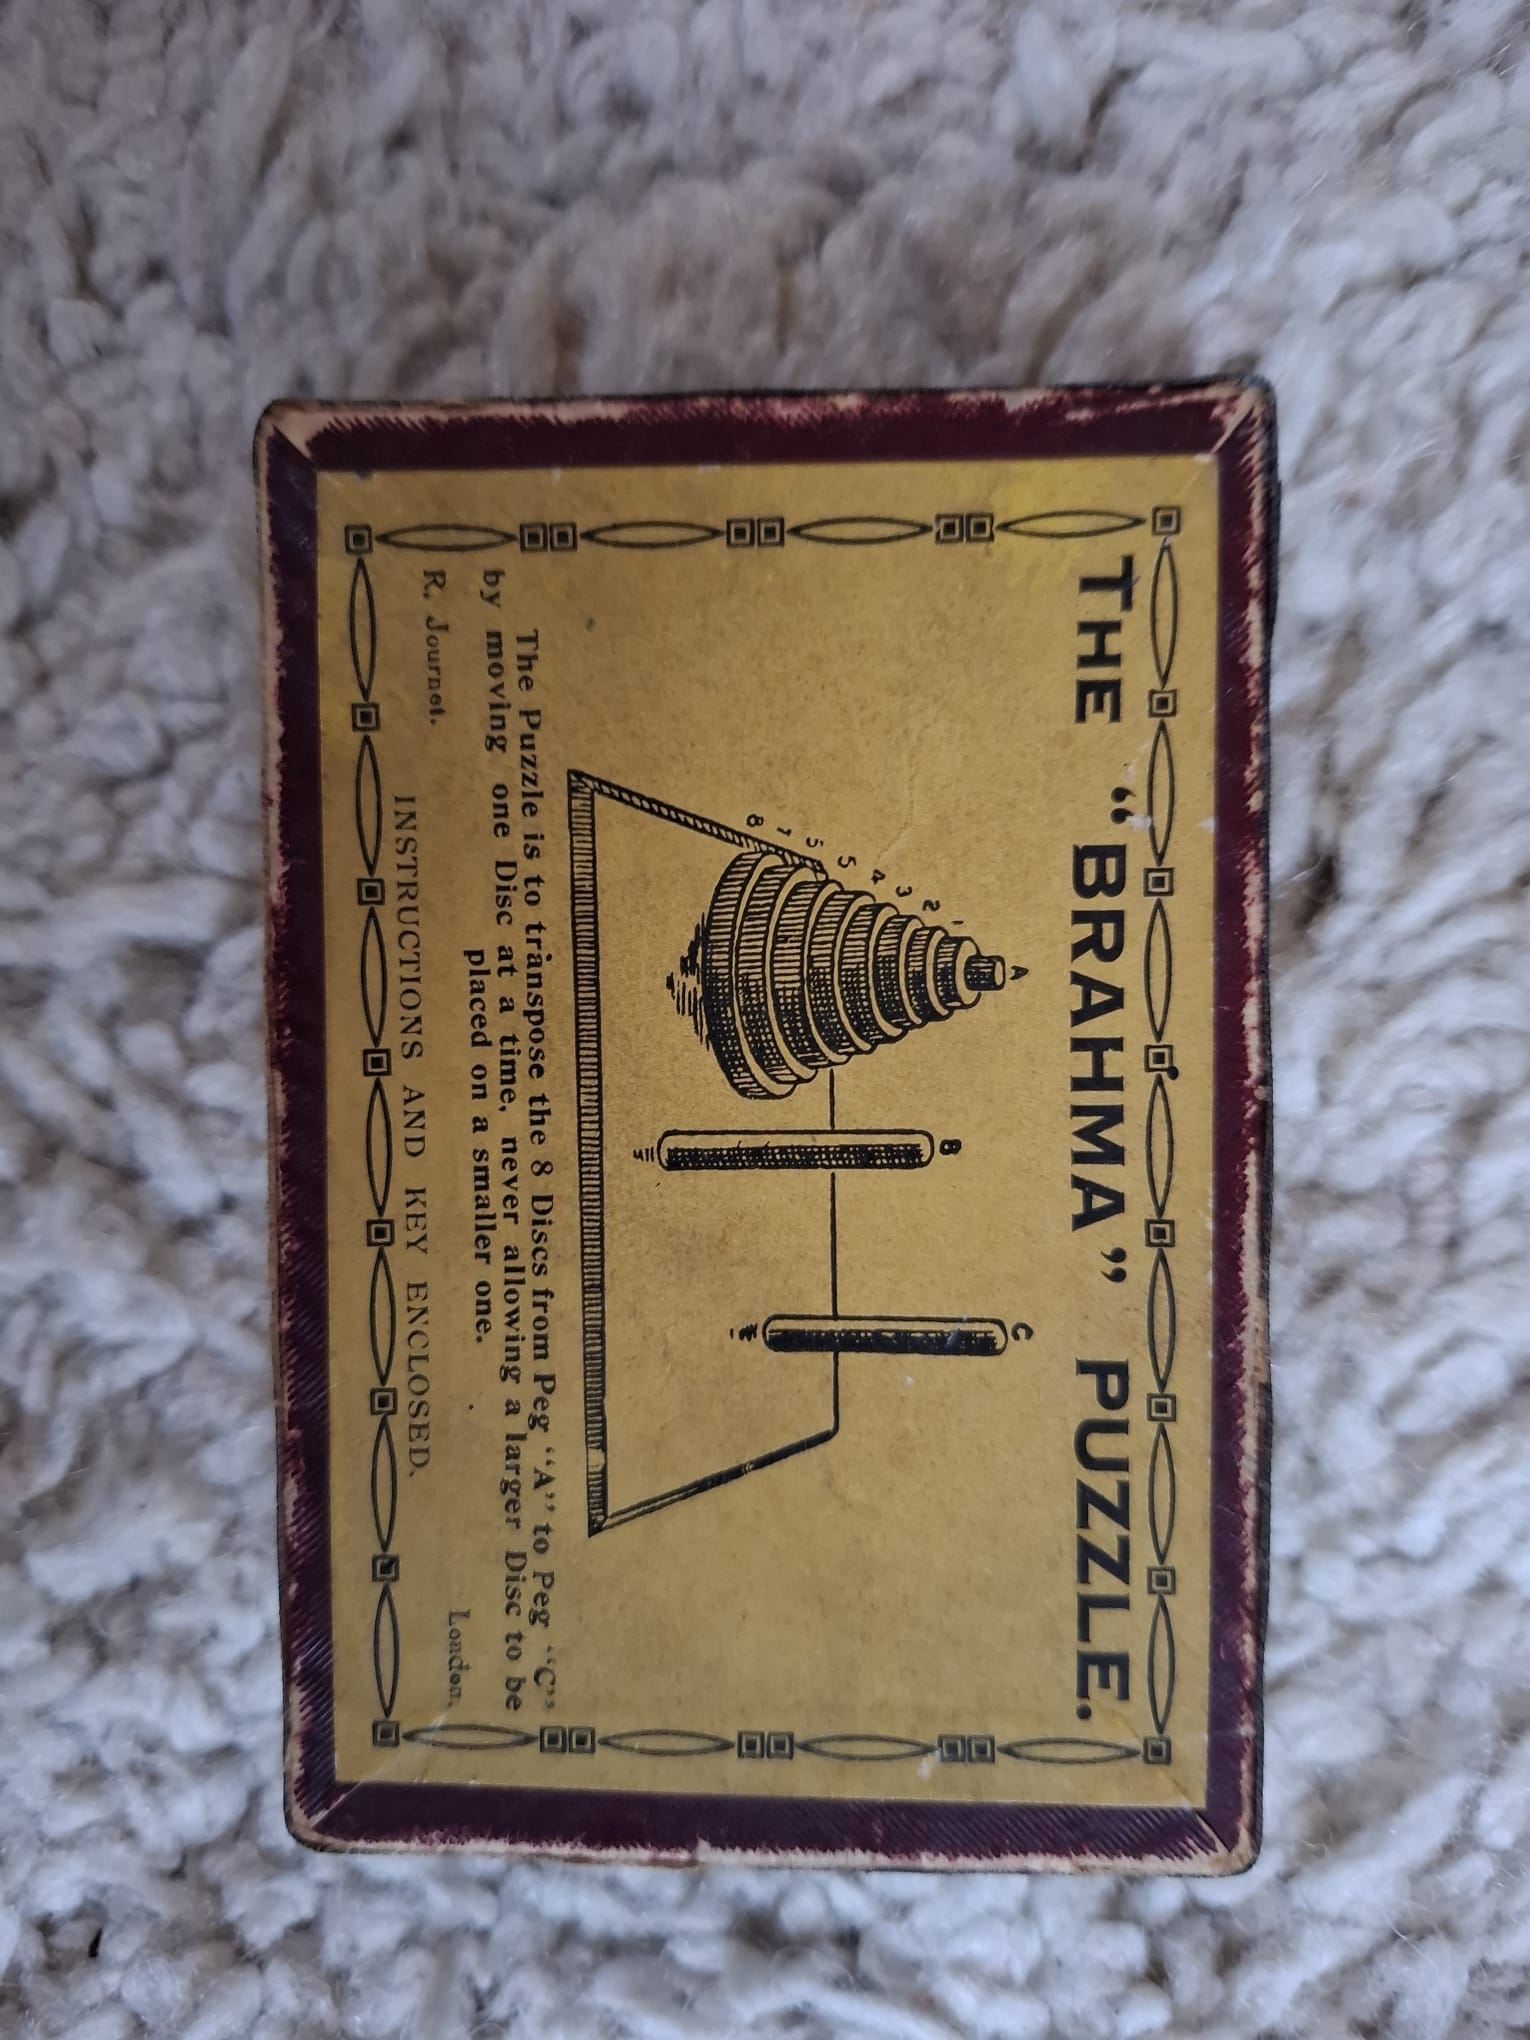 THE "BRAHMA" PUZZLE.
A
B
C
1
2
3
4
5
7
8
The Puzzle is to transpose the 8 Discs from Peg "A" to Peg "C"
by moving one Disc at a time, never allowing a larger Disc to be
placed on a smaller one.
R. Journet.
London.
INSTRUCTIONS AND KEY ENCLOSED.